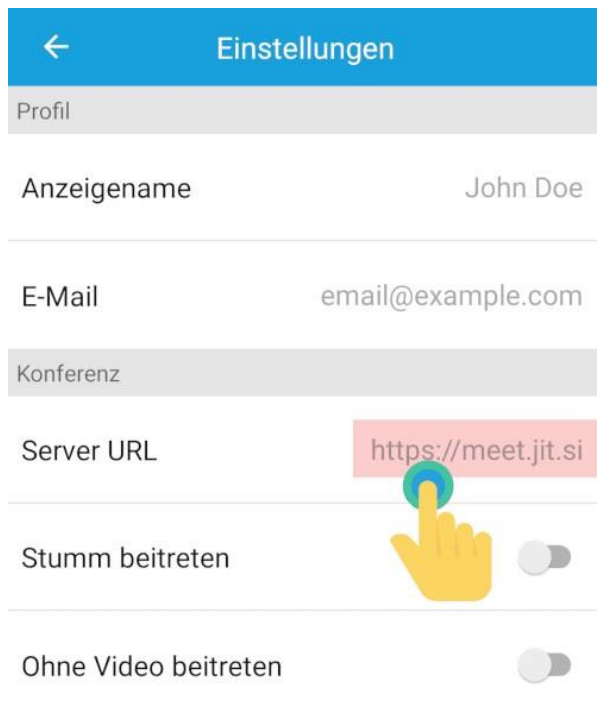 Einstellungen
Profil
Anzeigename John Doe
E-Mail email@example.com
Konferenz
Server URL https://meet.jit.si
Stumm beitreten
Ohne Video beitreten